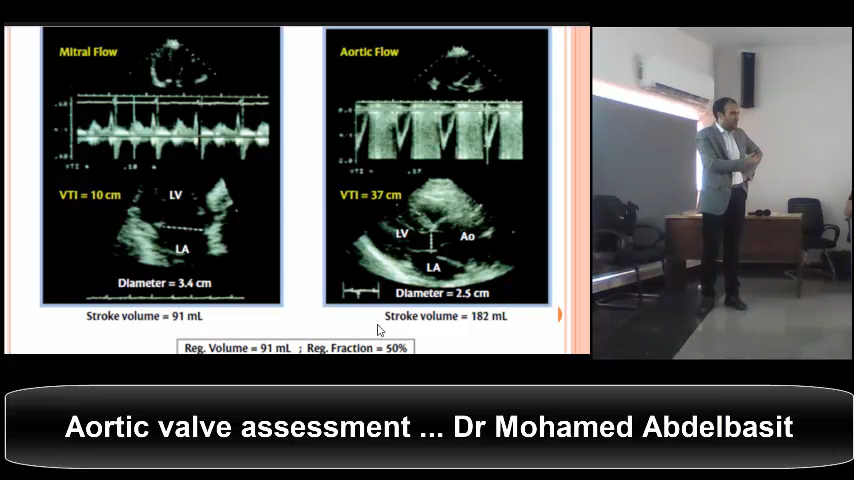 Mitral Flow
VTI = 10 cm
LV
LA
Diameter = 3.4 cm
Stroke volume = 91 mL
Aortic Flow
VTI = 37 cm
LV
Ao
LA
Diameter = 2.5 cm
Stroke volume = 182 mL
Reg. Volume = 91 mL ; Reg. Fraction = 50%
Aortic valve assessment ... Dr Mohamed Abdelbasit